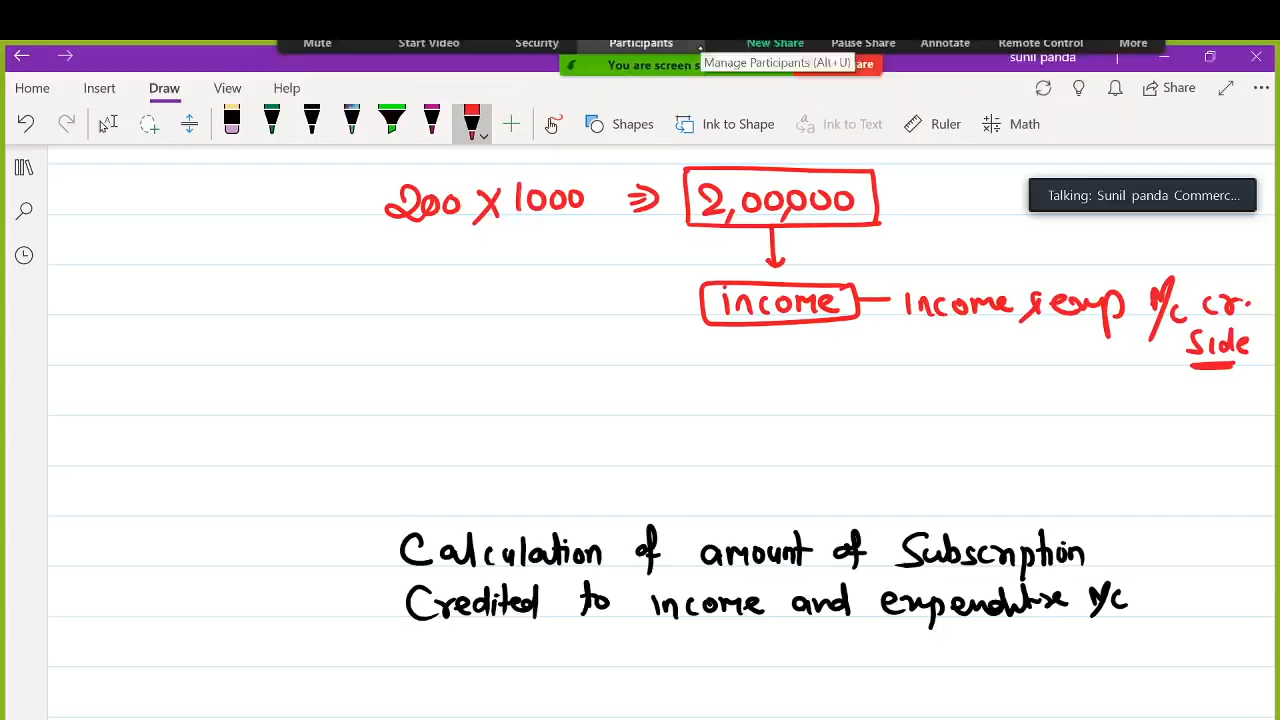 Mute Start Video Security Participants New Share Pause Share Annotate Remote Control More
You are screen s Manage Participants (Alt+U) are sunil panda
Home Insert Draw View Help Share
Shapes Ink to Shape Ink to Text Ruler Math
Talking: Sunil panda Commerc...
200 X 1000 ⇒ 2,00,000
income — Income & exp A/c cr.
Side
Calculation of amount of Subscription
Credited to income and expenditure A/c